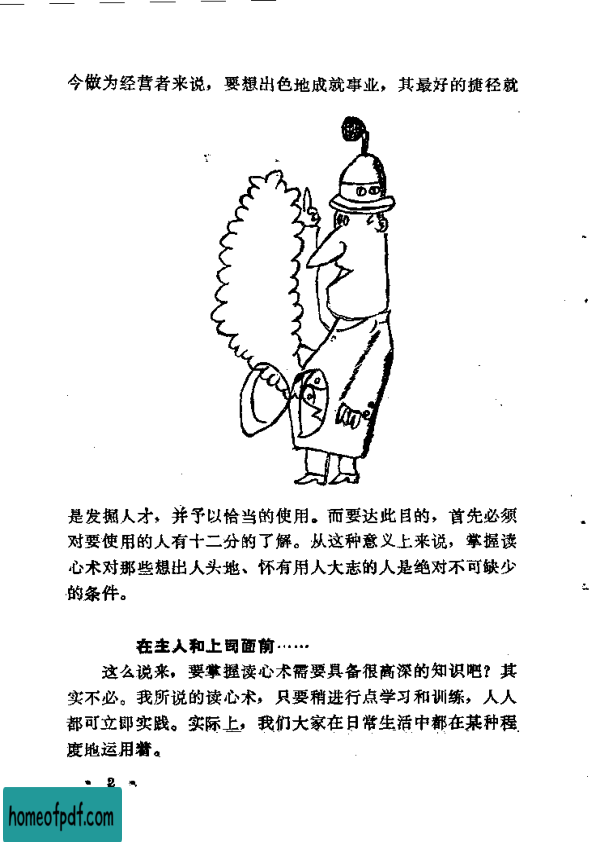 今做为经营者来说，要想出色地成就事业，其最好的捷径就
是发掘人才，并予以恰当的使用。而要达此目的，首先必须
对要使用的人有十二分的了解。从这种意义上来说，掌握读
心术对那些想出人头地、怀有用人大志的人是绝对不可缺少
的条件。
在主人和上司面前……
这么说来，要掌握读心术需要具备很高深的知识吧？其
实不必。我所说的读心术，只要稍进行点学习和训练，人人
都可立即实践。实际上，我们大家在日常生活中都在某种程
度地运用着。
• 2 •
homeofpdf.com